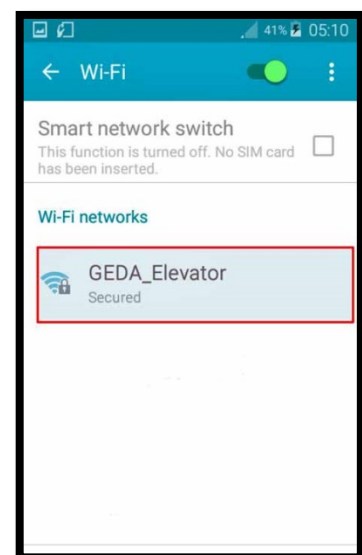 41% 05:10
Wi-Fi
Smart network switch
This function is turned off. No SIM card
has been inserted.
Wi-Fi networks
GEDA_Elevator
Secured